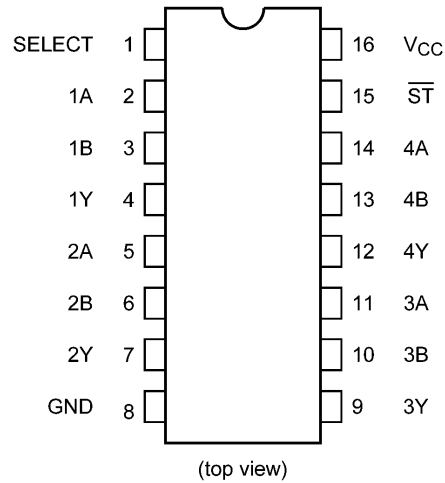 SELECT 1 16 VCC
1A 2 15 S̅T̅
1B 3 14 4A
1Y 4 13 4B
2A 5 12 4Y
2B 6 11 3A
2Y 7 10 3B
GND 8 9 3Y
(top view)